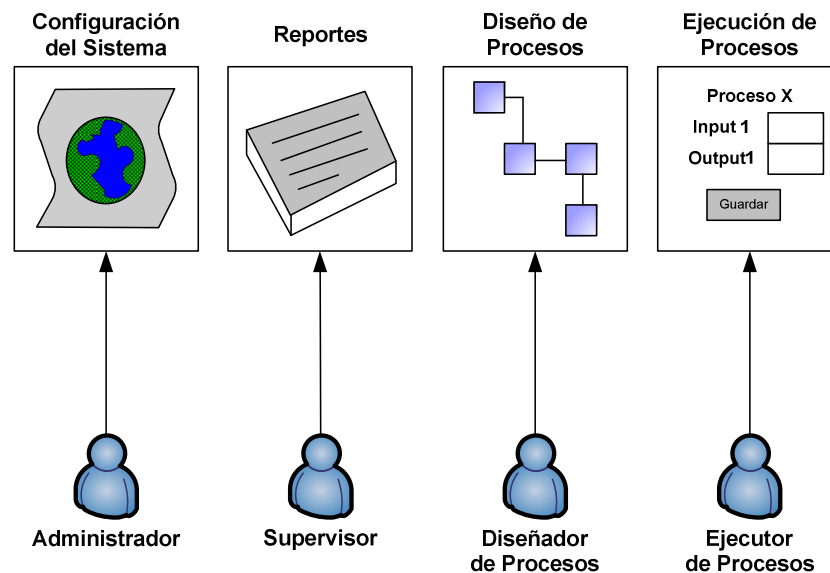 Configuración
del Sistema
Reportes
Diseño de
Procesos
Ejecución de
Procesos
Proceso X
Input 1
Output1
Guardar
Administrador
Supervisor
Diseñador
de Procesos
Ejecutor
de Procesos